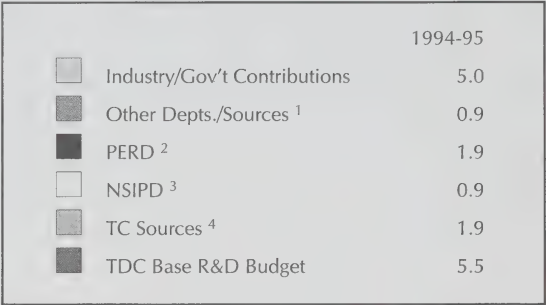 1994-95
Industry/Gov't Contributions 5.0
Other Depts./Sources 1 0.9
PERD 2 1.9
NSIPD 3 0.9
TC Sources 4 1.9
TDC Base R&D Budget 5.5